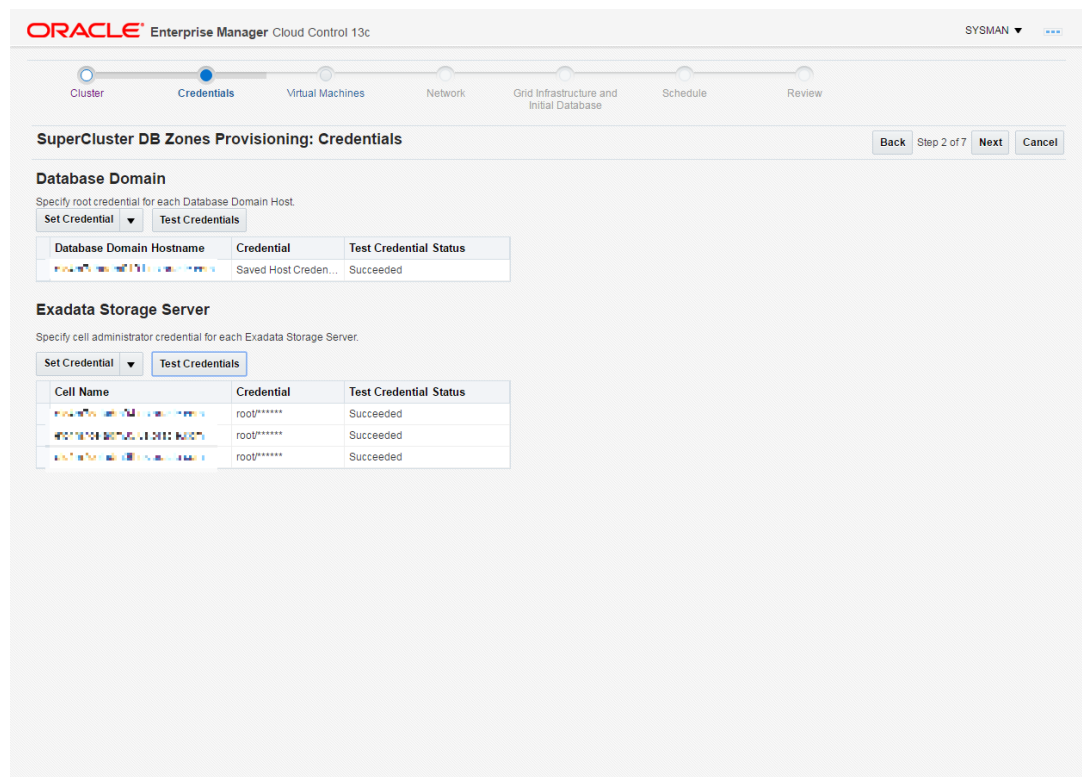 ORACLE Enterprise Manager Cloud Control 13c SYSMAN
Cluster Credentials Virtual Machines Network Grid Infrastructure and Schedule Review
Initial Database
SuperCluster DB Zones Provisioning: Credentials Back Step 2 of 7 Next Cancel
Database Domain
Specify root credential for each Database Domain Host.
Set Credential Test Credentials
Database Domain Hostname Credential Test Credential Status
Saved Host Creden... Succeeded
Exadata Storage Server
Specify cell administrator credential for each Exadata Storage Server.
Set Credential Test Credentials
Cell Name Credential Test Credential Status
root/****** Succeeded
root/****** Succeeded
root/****** Succeeded